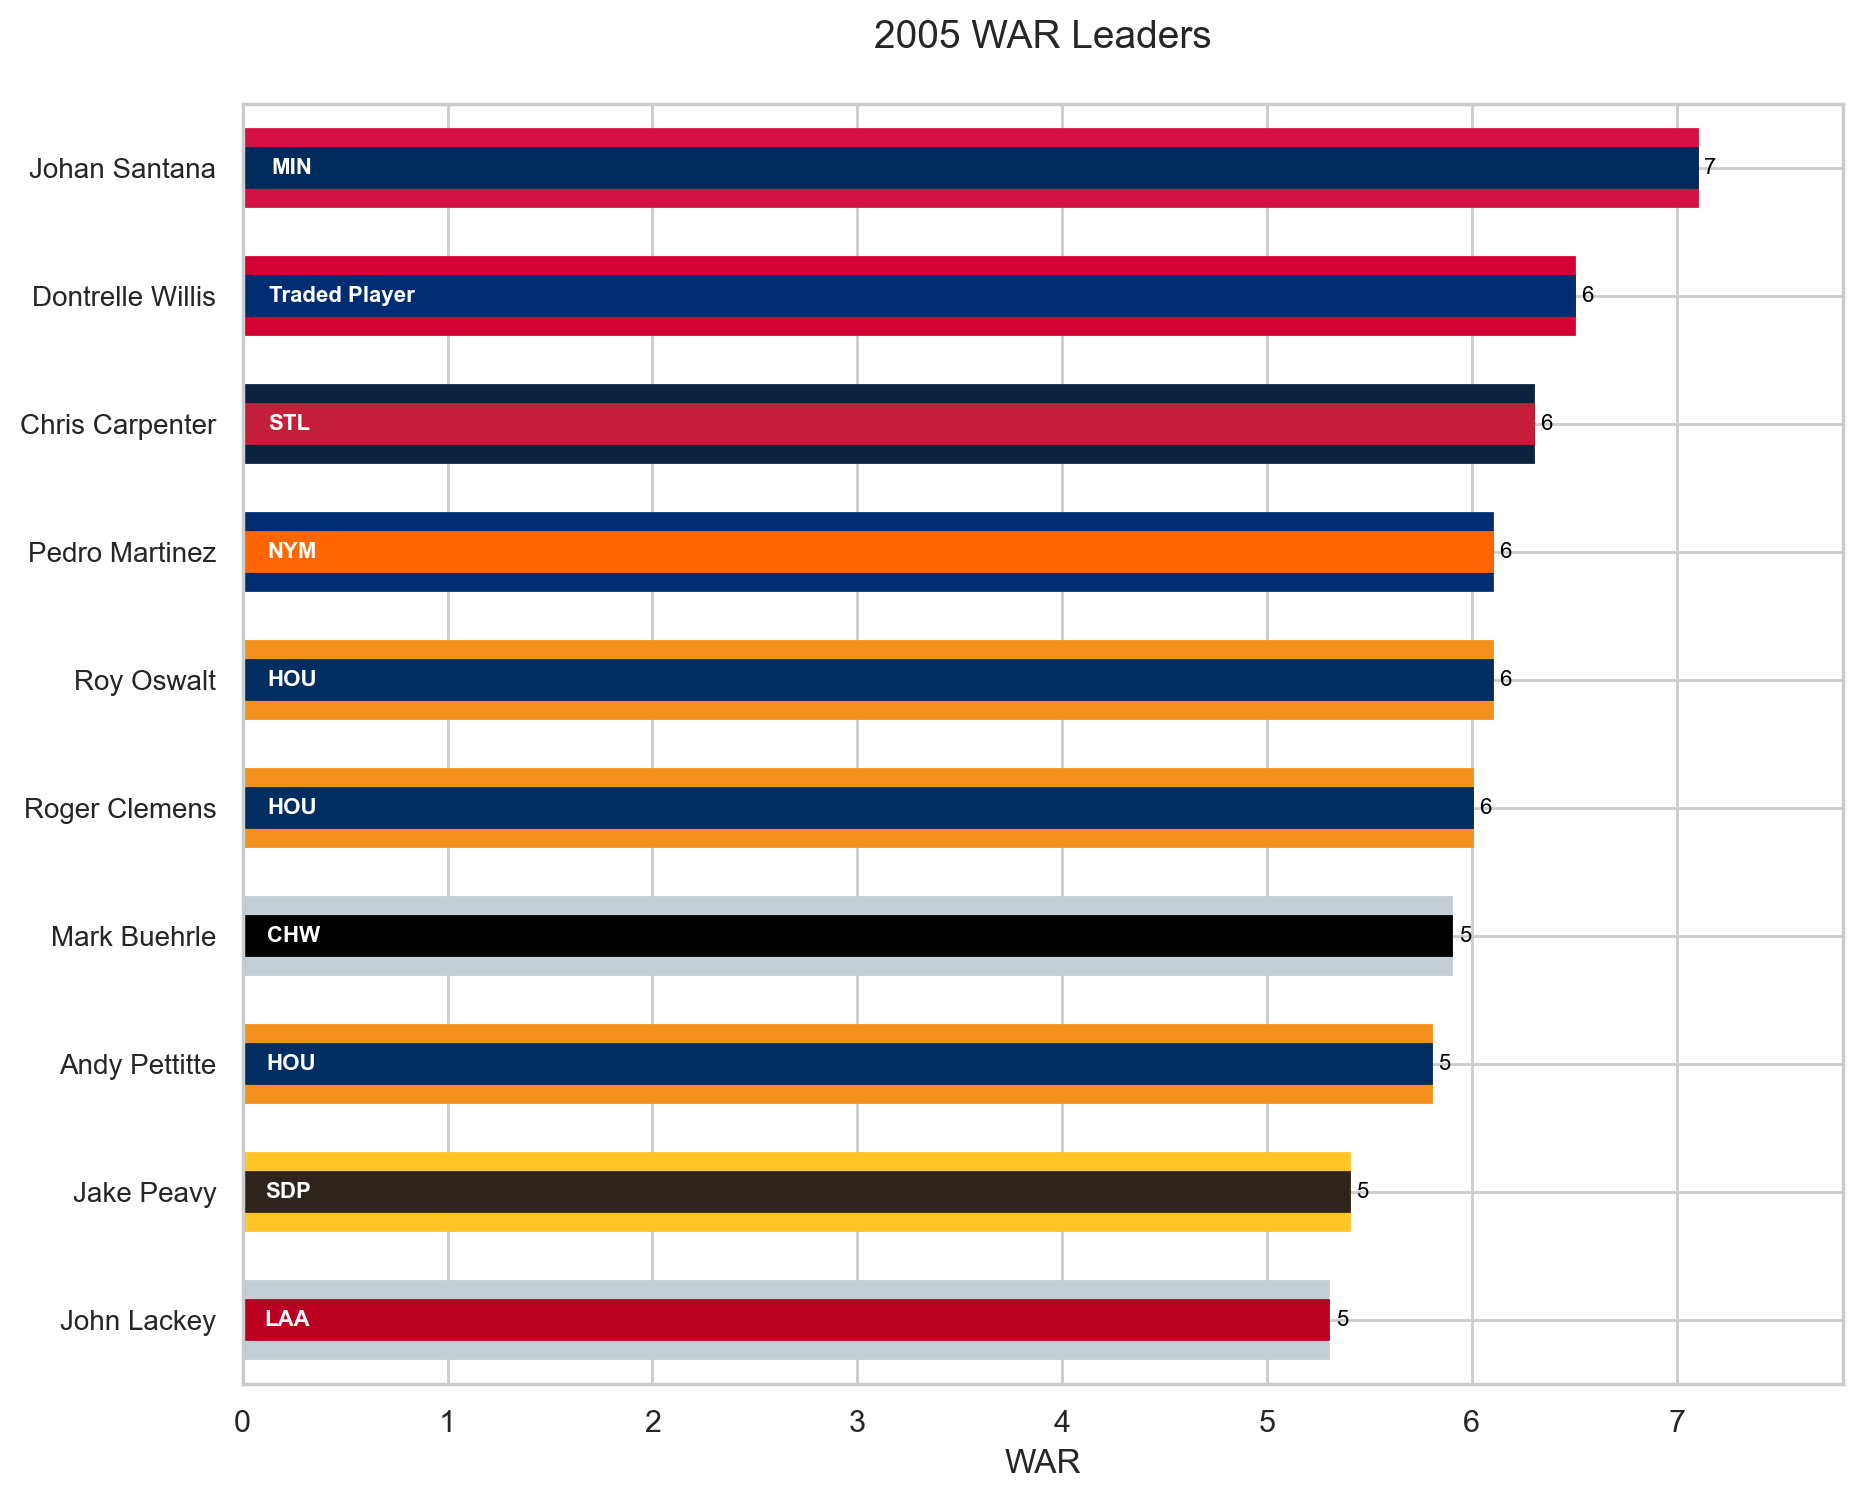 2005 WAR Leaders
Johan Santana MIN 7
Dontrelle Willis Traded Player 6
Chris Carpenter STL 6
Pedro Martinez NYM 6
Roy Oswalt HOU 6
Roger Clemens HOU 6
Mark Buehrle CHW 5
Andy Pettitte HOU 5
Jake Peavy SDP 5
John Lackey LAA 5
0 1 2 3 4 5 6 7
WAR